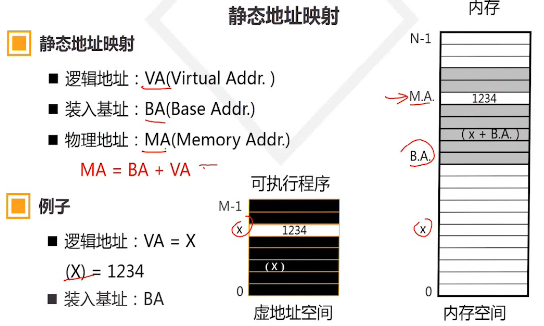 静态地址映射
静态地址映射
■ 逻辑地址：VA(Virtual Addr. )
■ 装入基址：BA(Base Addr.)
■ 物理地址：MA(Memory Addr.)
MA = BA + VA
例子
■ 逻辑地址：VA = X
(X) = 1234
■ 装入基址：BA
可执行程序
M-1
x
1234
(X)
0
虚地址空间
内存
N-1
M.A.
1234
( x + B.A. )
B.A.
x
0
内存空间